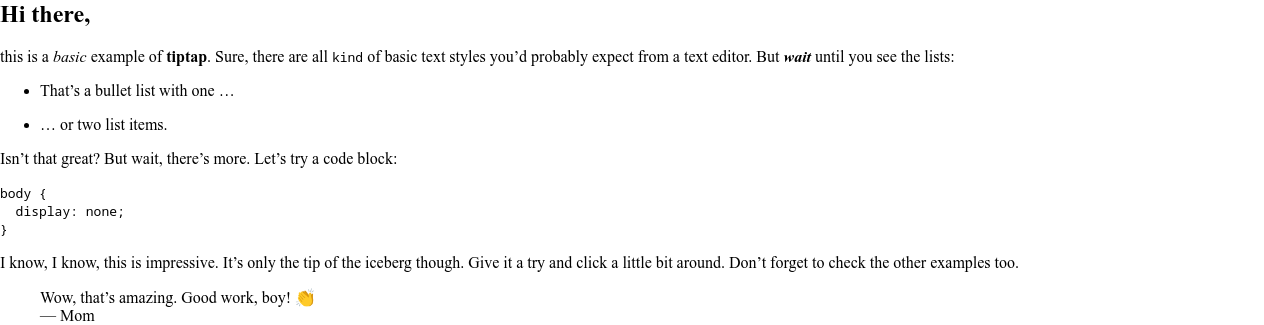 Hi there,
this is a basic example of tiptap. Sure, there are all kind of basic text styles you’d probably expect from a text editor. But wait until you see the lists:
• That’s a bullet list with one …
• … or two list items.
Isn’t that great? But wait, there’s more. Let’s try a code block:
body {
  display: none;
}
I know, I know, this is impressive. It’s only the tip of the iceberg though. Give it a try and click a little bit around. Don’t forget to check the other examples too.
Wow, that’s amazing. Good work, boy! 👏
— Mom